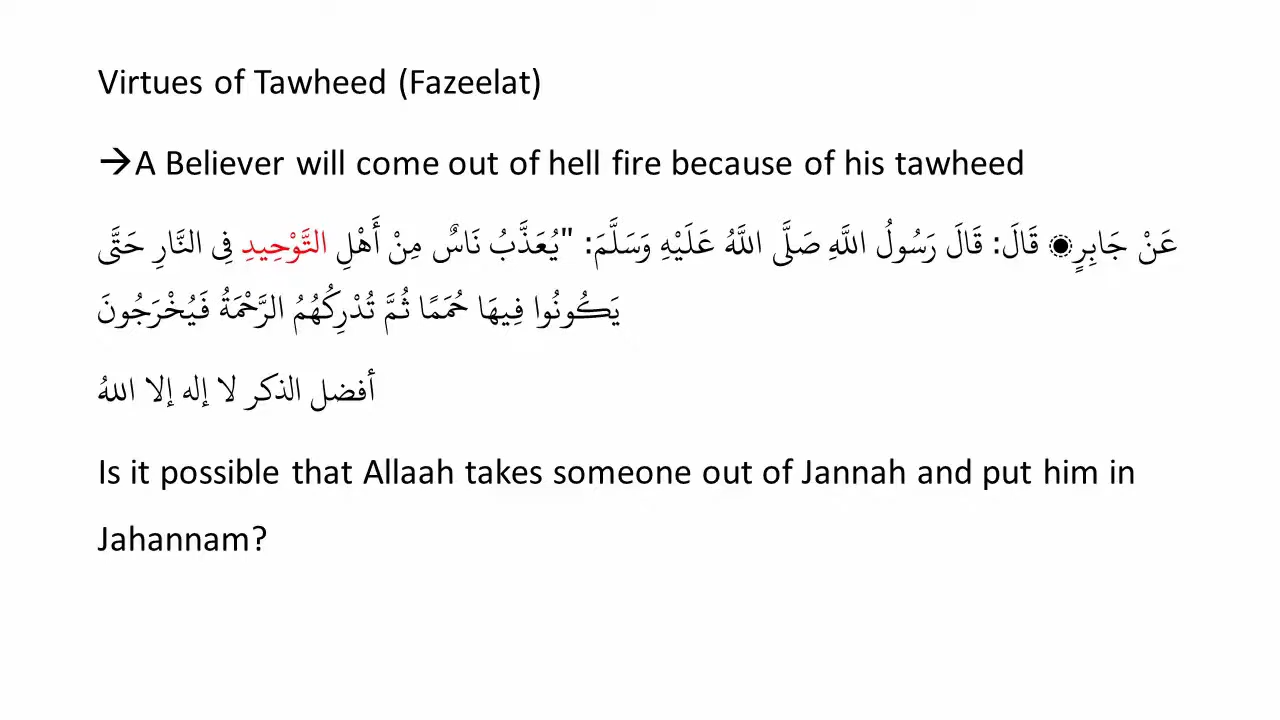 Virtues of Tawheed (Fazeelat)
→A Believer will come out of hell fire because of his tawheed
عَنْ جَابِرٍ قَالَ: قَالَ رَسُولُ اللَّهِ صَلَّى اللَّهُ عَلَيْهِ وَسَلَّمَ: "يُعَذَّبُ نَاسٌ مِنْ أَهْلِ التَّوْحِيدِ فِي النَّارِ حَتَّى
يَكُونُوا فِيهَا حُمَمًا ثُمَّ تُدْرِكُهُمُ الرَّحْمَةُ فَيُخْرَجُونَ
أفضل الذكر لا إله إلا اللهُ
Is it possible that Allaah takes someone out of Jannah and put him in
Jahannam?